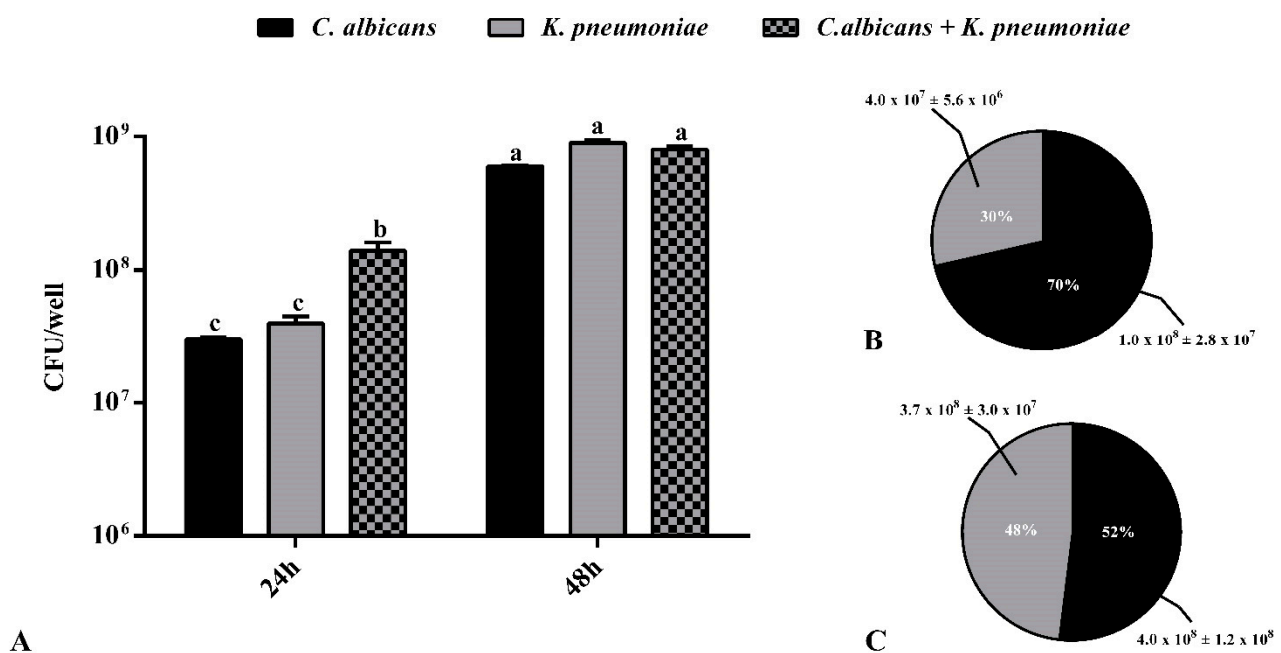 C. albicans K. pneumoniae C.albicans + K. pneumoniae
CFU/well
10⁹
10⁸
10⁷
10⁶
c
c
b
a
a
a
24h
48h
A
4.0 x 10⁷ ± 5.6 x 10⁶
30%
70%
1.0 x 10⁸ ± 2.8 x 10⁷
B
3.7 x 10⁸ ± 3.0 x 10⁷
48%
52%
4.0 x 10⁸ ± 1.2 x 10⁸
C